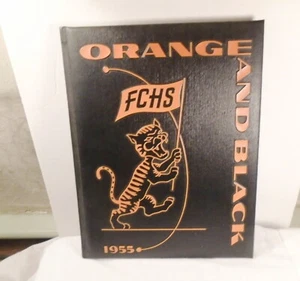 ORANGE
AND BLACK
FCHS
1955